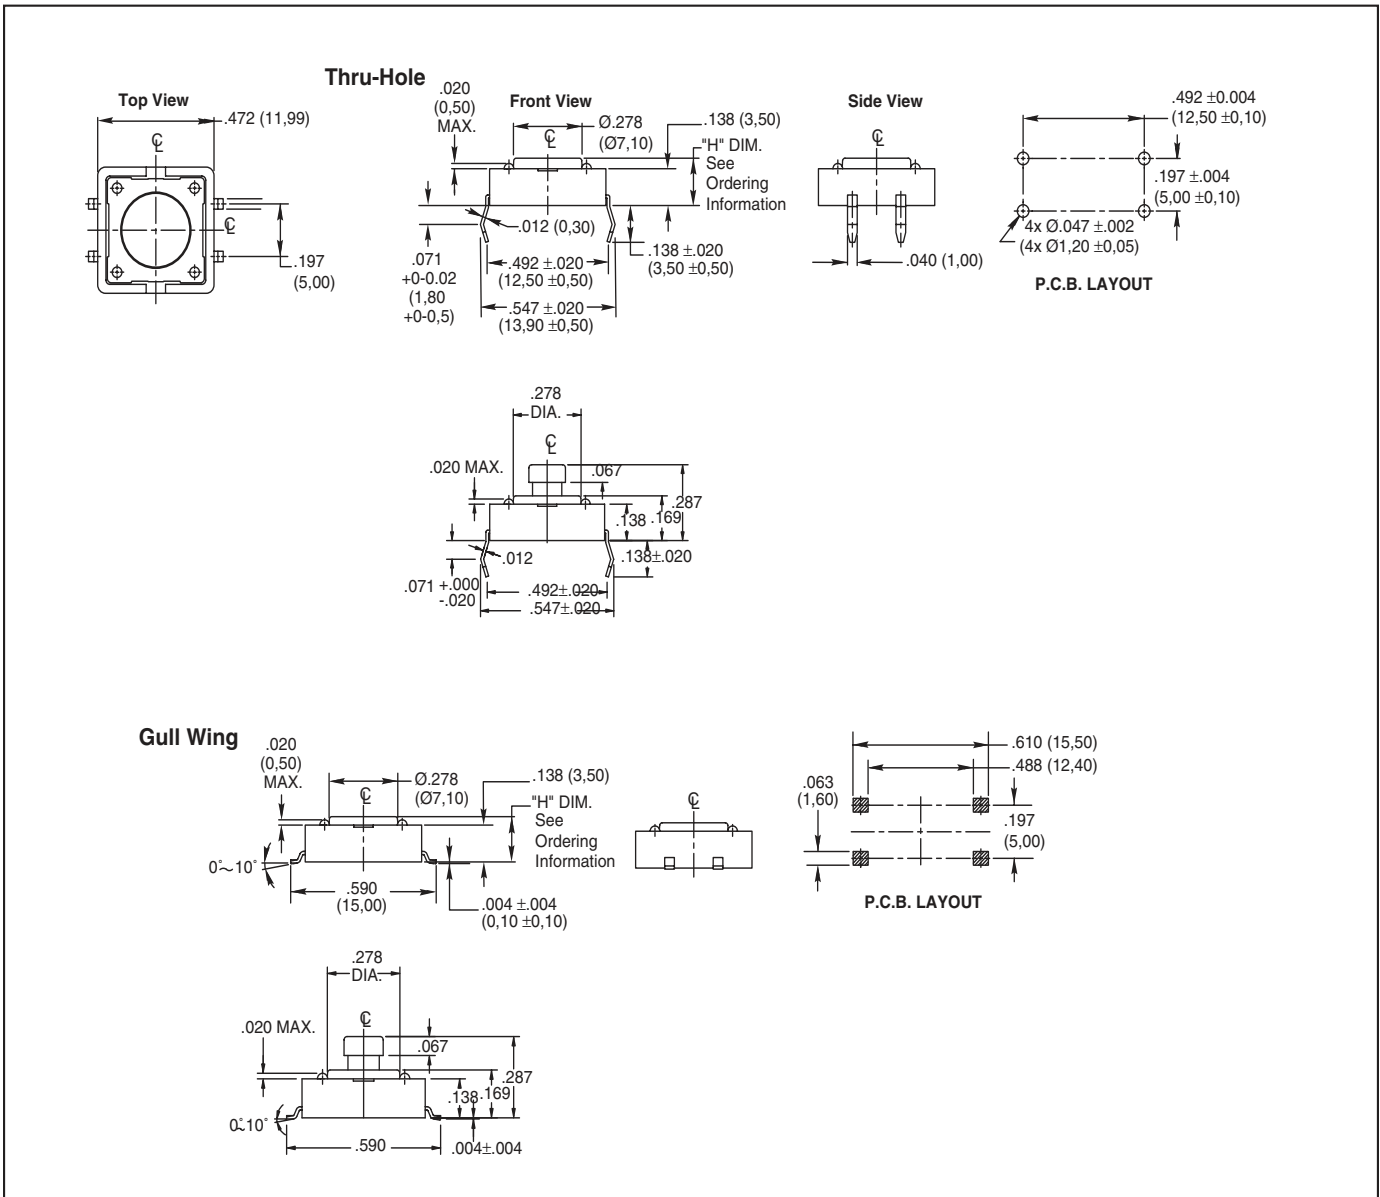 Thru-Hole
Top View
.472 (11,99)
℄
℄
.197
(5,00)
.020
(0,50)
MAX.
Front View
℄
Ø.278
(Ø7,10)
.138 (3,50)
"H" DIM.
See
Ordering
Information
.012 (0,30)
.071
+0-0.02
(1,80
+0-0,5)
.138 ±.020
(3,50 ±0,50)
.492 ±.020
(12,50 ±0,50)
.547 ±.020
(13,90 ±0,50)
Side View
℄
.040 (1,00)
.492 ±0.004
(12,50 ±0,10)
.197 ±.004
(5,00 ±0,10)
4x Ø.047 ±.002
(4x Ø1,20 ±0,05)
P.C.B. LAYOUT
.278
DIA.
℄
.020 MAX.
.067
.287
.138 .169
.012
.138±.020
.071 +.000
-.020
.492±.020
.547±.020
Gull Wing
.020
(0,50)
MAX.
℄
Ø.278
(Ø7,10)
.138 (3,50)
"H" DIM.
See
Ordering
Information
0°~10°
.590
(15,00)
.004 ±.004
(0,10 ±0,10)
℄
.610 (15,50)
.488 (12,40)
.063
(1,60)
.197
(5,00)
P.C.B. LAYOUT
.278
DIA.
℄
.020 MAX.
.067
.287
.138 .169
0°~10°
.590
.004±.004